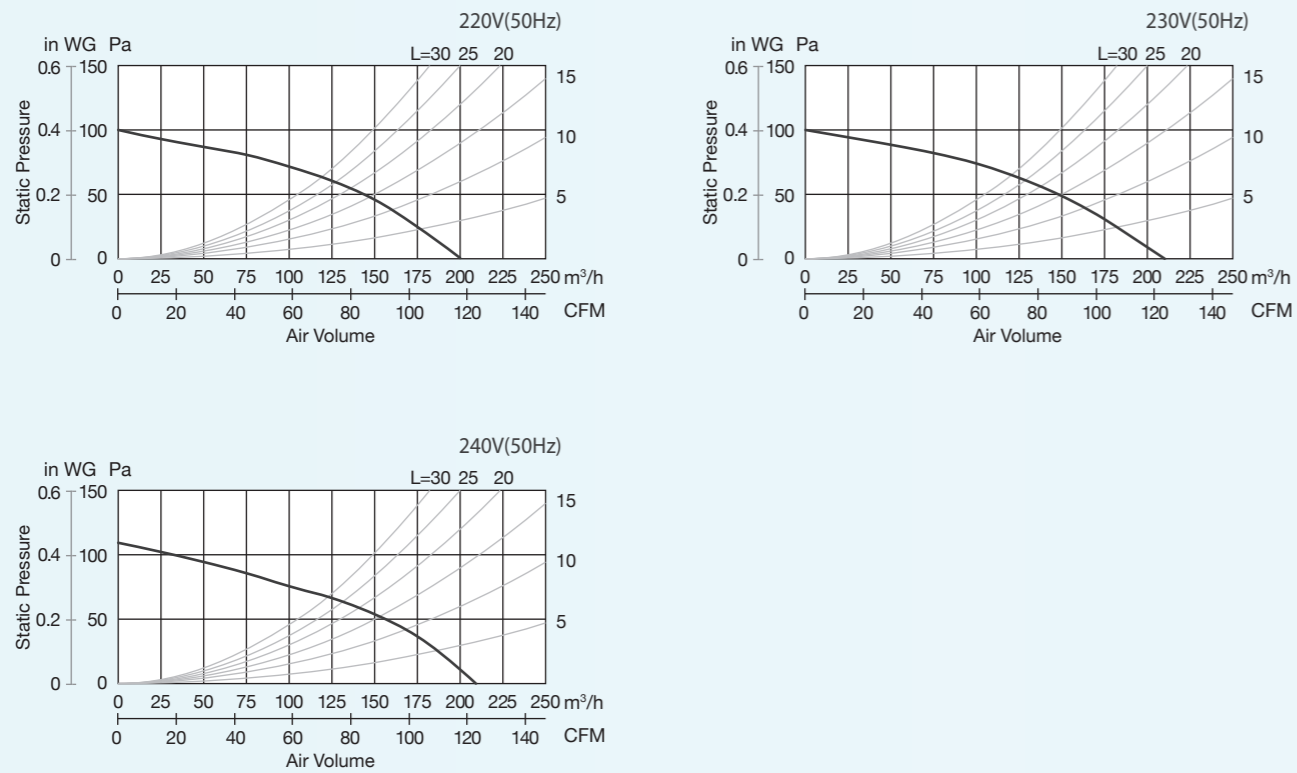 220V(50Hz)
in WG Pa
L=30 25 20
0.6 150
15
Static Pressure
0.4 100
10
0.2 50
5
0 0
0 25 50 75 100 125 150 175 200 225 250 m³/h
0 20 40 60 80 100 120 140 CFM
Air Volume
230V(50Hz)
in WG Pa
L=30 25 20
0.6 150
15
Static Pressure
0.4 100
10
0.2 50
5
0 0
0 25 50 75 100 125 150 175 200 225 250 m³/h
0 20 40 60 80 100 120 140 CFM
Air Volume
240V(50Hz)
in WG Pa
L=30 25 20
0.6 150
15
Static Pressure
0.4 100
10
0.2 50
5
0 0
0 25 50 75 100 125 150 175 200 225 250 m³/h
0 20 40 60 80 100 120 140 CFM
Air Volume